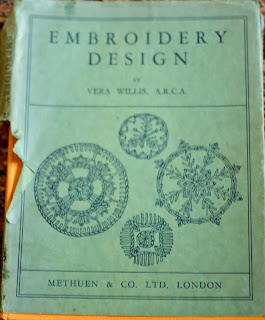 EMBROIDERY
DESIGN
BY
VERA WILLIS, A.R.C.A.
METHUEN & CO. LTD. LONDON